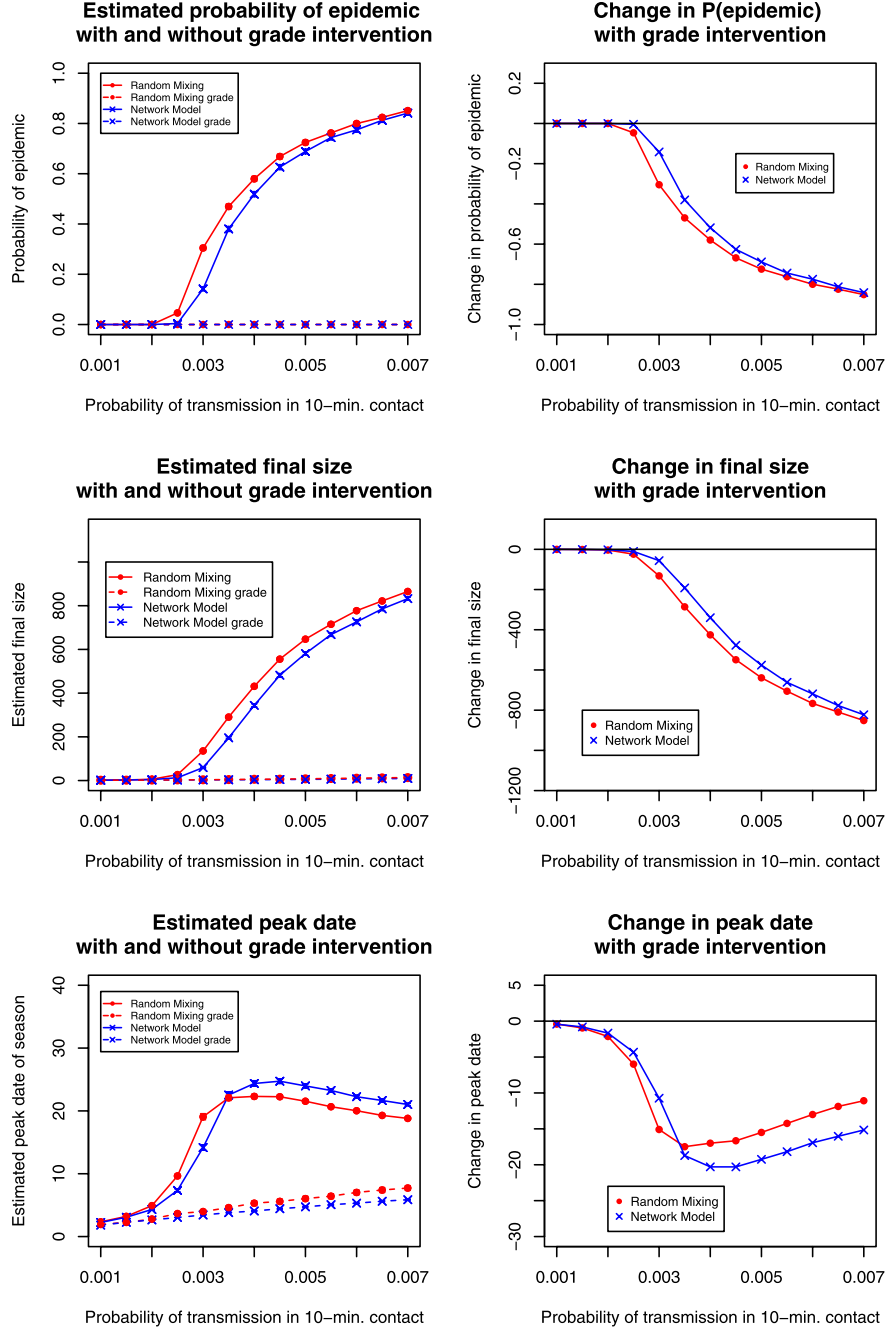 Estimated probability of epidemic
with and without grade intervention
Probability of epidemic
1.0
0.8
0.6
0.4
0.2
0.0
Random Mixing
Random Mixing grade
Network Model
Network Model grade
0.001
0.003
0.005
0.007
Probability of transmission in 10−min. contact
Change in P(epidemic)
with grade intervention
Change in probability of epidemic
0.2
−0.2
−0.6
−1.0
Random Mixing
Network Model
0.001
0.003
0.005
0.007
Probability of transmission in 10−min. contact
Estimated final size
with and without grade intervention
Estimated final size
800
600
400
200
0
Random Mixing
Random Mixing grade
Network Model
Network Model grade
0.001
0.003
0.005
0.007
Probability of transmission in 10−min. contact
Change in final size
with grade intervention
Change in final size
0
−400
−800
−1200
Random Mixing
Network Model
0.001
0.003
0.005
0.007
Probability of transmission in 10−min. contact
Estimated peak date
with and without grade intervention
Estimated peak date of season
40
30
20
10
0
Random Mixing
Random Mixing grade
Network Model
Network Model grade
0.001
0.003
0.005
0.007
Probability of transmission in 10−min. contact
Change in peak date
with grade intervention
Change in peak date
5
0
−10
−20
−30
Random Mixing
Network Model
0.001
0.003
0.005
0.007
Probability of transmission in 10−min. contact